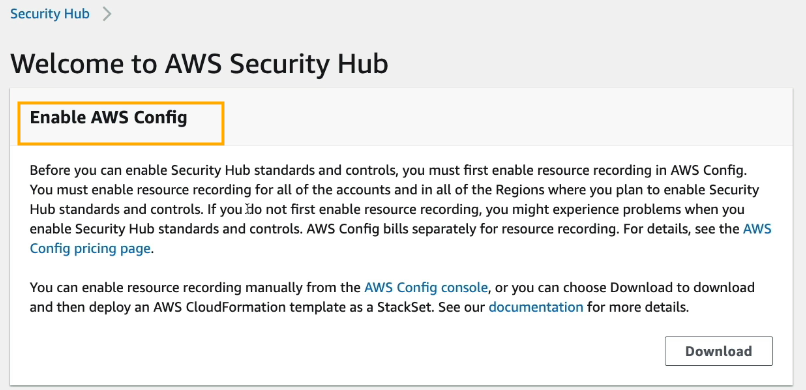 Security Hub
Welcome to AWS Security Hub
Enable AWS Config
Before you can enable Security Hub standards and controls, you must first enable resource recording in AWS Config.
You must enable resource recording for all of the accounts and in all of the Regions where you plan to enable Security
Hub standards and controls. If you do not first enable resource recording, you might experience problems when you
enable Security Hub standards and controls. AWS Config bills separately for resource recording. For details, see the AWS
Config pricing page.
You can enable resource recording manually from the AWS Config console, or you can choose Download to download
and then deploy an AWS CloudFormation template as a StackSet. See our documentation for more details.
Download